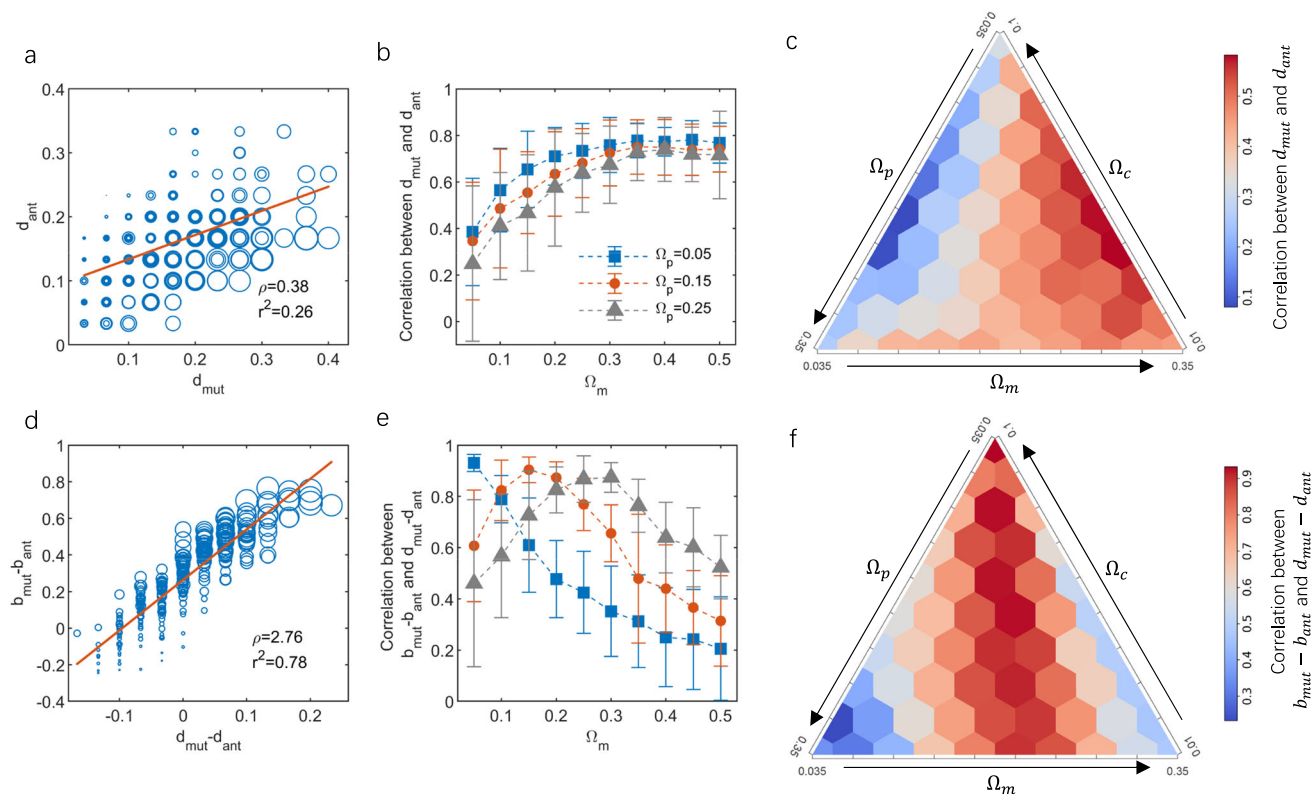 a
0.4
0.3
0.2
0.1
0
d_ant
0.1
0.2
0.3
0.4
d_mut
ρ=0.38
r²=0.26
b
1
0.8
0.6
0.4
0.2
0
Correlation between d_mut and d_ant
Ω_p=0.05
Ω_p=0.15
Ω_p=0.25
0.1
0.2
0.3
0.4
0.5
Ω_m
c
0.035
0.1
Ω_p
Ω_c
0.35
0.01
0.035
0.35
Ω_m
0.5
0.4
0.3
0.2
0.1
Correlation between d_mut and d_ant
d
1
0.8
0.6
0.4
0.2
0
-0.2
-0.4
b_mut-b_ant
ρ=2.76
r²=0.78
-0.1
0
0.1
0.2
d_mut-d_ant
e
1
0.8
0.6
0.4
0.2
0
Correlation between
b_mut-b_ant and d_mut-d_ant
0.1
0.2
0.3
0.4
0.5
Ω_m
f
0.035
0.1
Ω_p
Ω_c
0.35
0.01
0.035
0.35
Ω_m
0.9
0.8
0.7
0.6
0.5
0.4
0.3
Correlation between
b_mut − b_ant and d_mut − d_ant